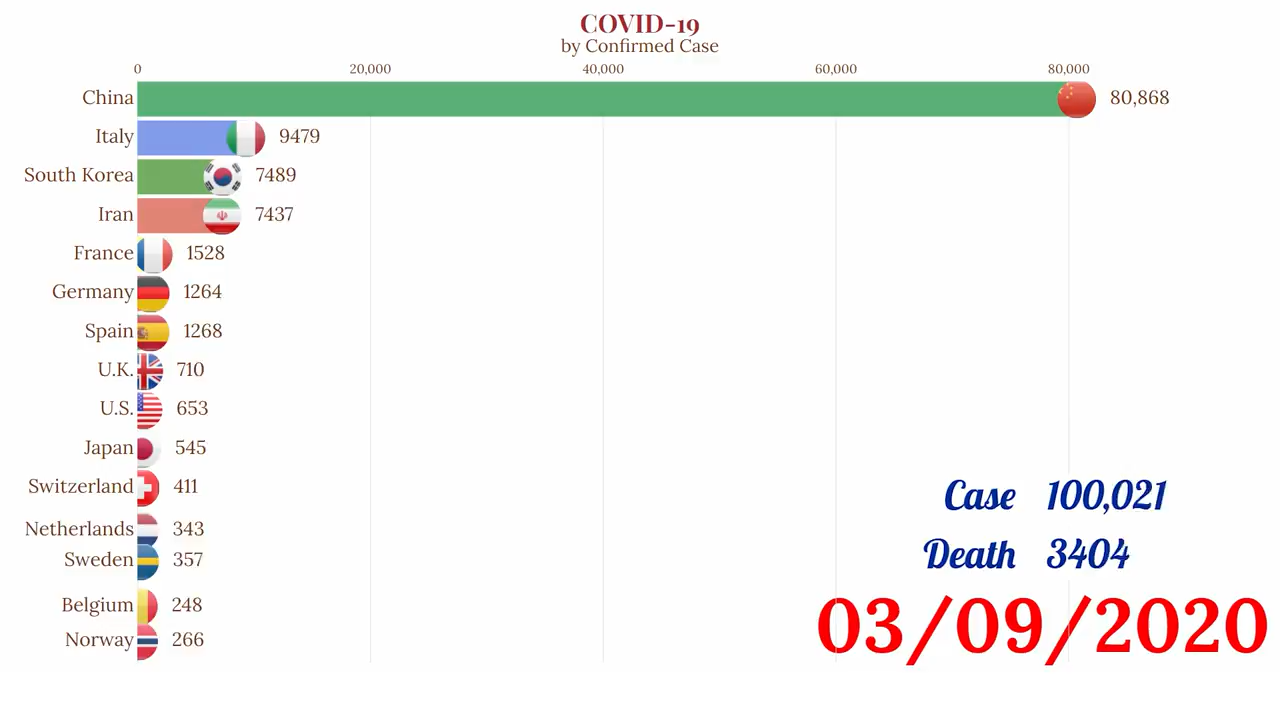 COVID-19
by Confirmed Case
0 20,000 40,000 60,000 80,000
China 80,868
Italy 9479
South Korea 7489
Iran 7437
France 1528
Germany 1264
Spain 1268
U.K. 710
U.S. 653
Japan 545
Switzerland 411
Netherlands 343
Sweden 357
Belgium 248
Norway 266
Case 100,021
Death 3404
03/09/2020